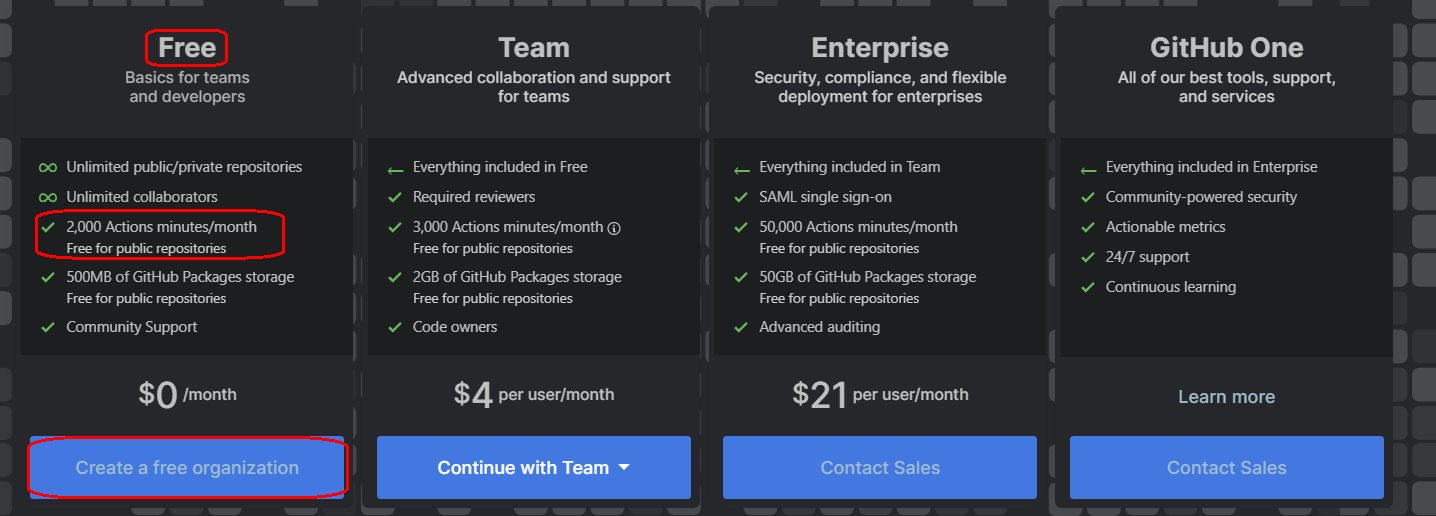 Free
Basics for teams
and developers
Unlimited public/private repositories
Unlimited collaborators
2,000 Actions minutes/month
Free for public repositories
500MB of GitHub Packages storage
Free for public repositories
Community Support
$0 /month
Create a free organization
Team
Advanced collaboration and support
for teams
Everything included in Free
Required reviewers
3,000 Actions minutes/month
Free for public repositories
2GB of GitHub Packages storage
Free for public repositories
Code owners
$4 per user/month
Continue with Team
Enterprise
Security, compliance, and flexible
deployment for enterprises
Everything included in Team
SAML single sign-on
50,000 Actions minutes/month
Free for public repositories
50GB of GitHub Packages storage
Free for public repositories
Advanced auditing
$21 per user/month
Contact Sales
GitHub One
All of our best tools, support,
and services
Everything included in Enterprise
Community-powered security
Actionable metrics
24/7 support
Continuous learning
Learn more
Contact Sales